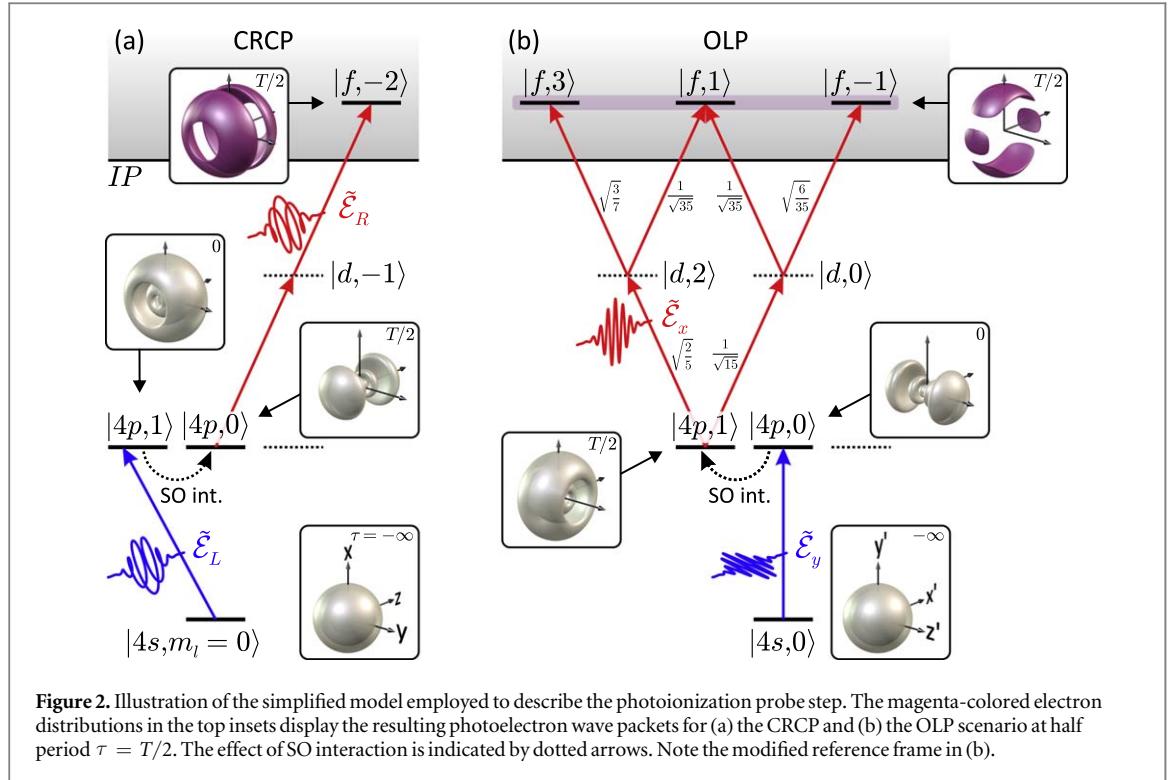 (a) CRCP
(b) OLP
T/2
|f,−2⟩
|f,3⟩ |f,1⟩ |f,−1⟩
T/2
IP
Ẽ_R
√(3/7) 1/√35 1/√35 √(6/35)
0
|d,−1⟩
|d,2⟩ |d,0⟩
Ẽ_x
T/2
√(2/5) 1/√15
0
|4p,1⟩ |4p,0⟩
|4p,1⟩ |4p,0⟩
T/2
SO int.
SO int.
Ẽ_L
τ = −∞
x
z
y
Ẽ_y
−∞
y'
x'
z'
|4s,m_l = 0⟩
|4s,0⟩
Figure 2. Illustration of the simplified model employed to describe the photoionization probe step. The magenta-colored electron
distributions in the top insets display the resulting photoelectron wave packets for (a) the CRCP and (b) the OLP scenario at half
period τ = T/2. The effect of SO interaction is indicated by dotted arrows. Note the modified reference frame in (b).